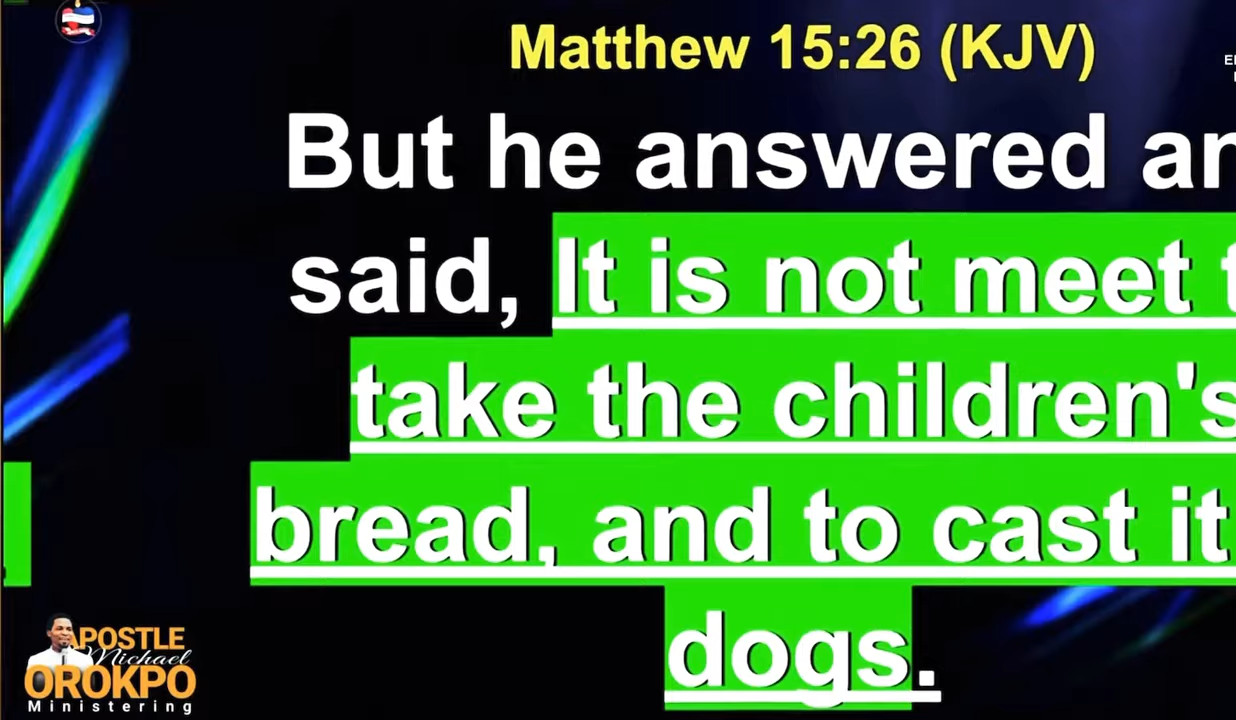 Matthew 15:26 (KJV)
But he answered
said, It is not meet
take the children's
bread, and to cast it
dogs.
APOSTLE
Michael
OROKPO
Ministering